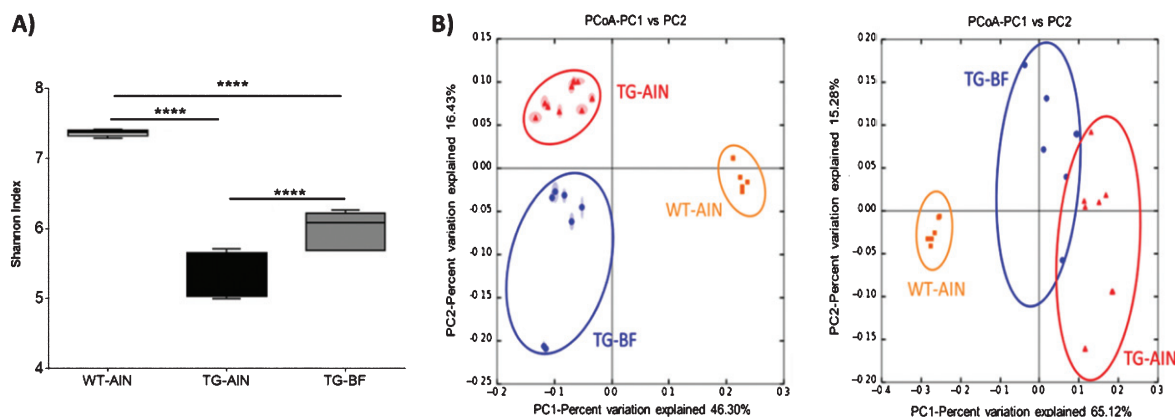 A)
Shannon Index
8
7
6
5
4
****
****
****
WT-AIN
TG-AIN
TG-BF
B)
PCoA-PC1 vs PC2
PC2-Percent variation explained 16.43%
0.15
0.10
0.05
0.00
-0.05
-0.10
-0.15
-0.20
-0.25
TG-AIN
WT-AIN
TG-BF
-0.2 -0.1 0.0 0.1 0.2 0.3
PC1-Percent variation explained 46.30%
PCoA-PC1 vs PC2
PC2-Percent variation explained 15.28%
0.20
0.15
0.10
0.05
0.00
-0.05
-0.10
-0.15
-0.20
TG-BF
WT-AIN
TG-AIN
-0.4 -0.3 -0.2 -0.1 0.0 0.1 0.2 0.3
PC1-Percent variation explained 65.12%